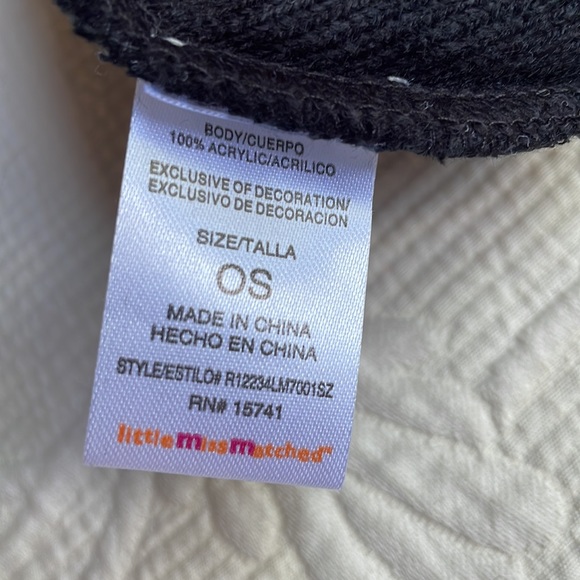 BODY/CUERPO
100% ACRYLIC/ACRILICO
EXCLUSIVE OF DECORATION/
EXCLUSIVO DE DECORACION
SIZE/TALLA
OS
MADE IN CHINA
HECHO EN CHINA
STYLE/ESTILO# R12234LM7001SZ
RN# 15741
littlemissmatched™